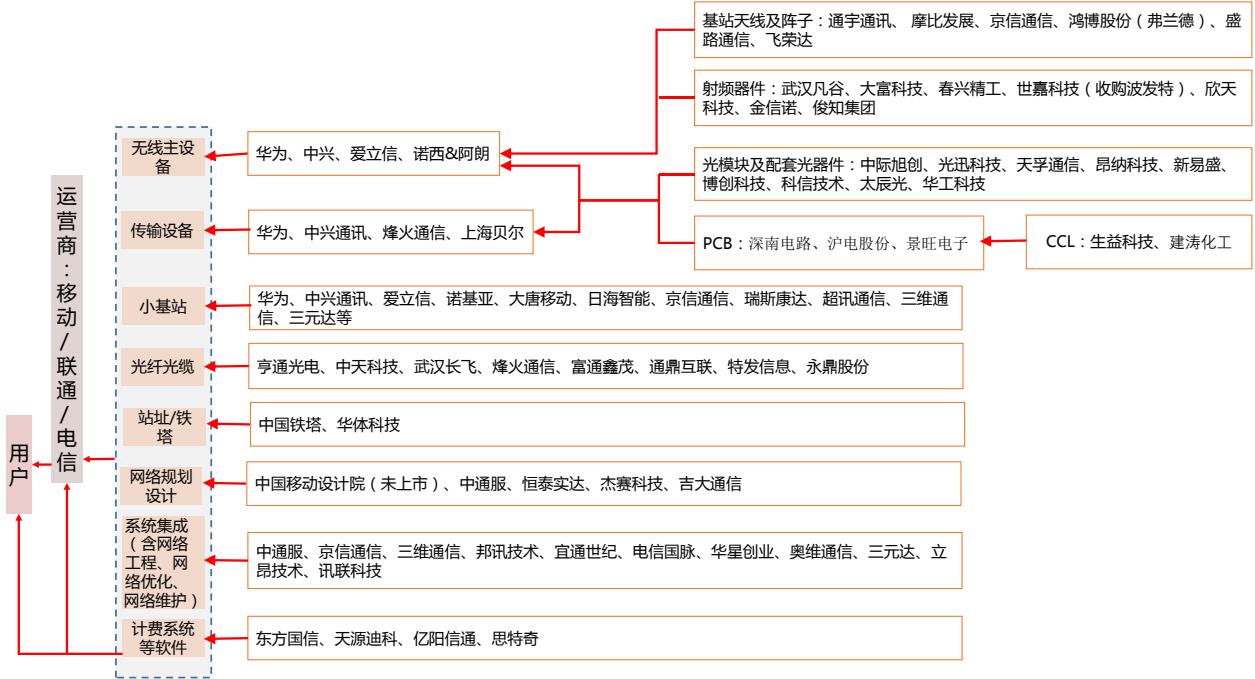 基站天线及阵子：通宇通讯、 摩比发展、京信通信、鸿博股份（弗兰德）、盛
路通信、飞荣达
射频器件：武汉凡谷、大富科技、春兴精工、世嘉科技（收购波发特）、欣天
科技、金信诺、俊知集团
无线主设
备
华为、中兴、爱立信、诺西&阿朗
光模块及配套光器件：中际旭创、光迅科技、天孚通信、昂纳科技、新易盛、
博创科技、科信技术、太辰光、华工科技
传输设备
华为、中兴通讯、烽火通信、上海贝尔
PCB：深南电路、沪电股份、景旺电子
CCL：生益科技、建涛化工
小基站
华为、中兴通讯、爱立信、诺基亚、大唐移动、日海智能、京信通信、瑞斯康达、超讯通信、三维通
信、三元达等
光纤光缆
亨通光电、中天科技、武汉长飞、烽火通信、富通鑫茂、通鼎互联、特发信息、永鼎股份
站址/铁
塔
中国铁塔、华体科技
网络规划
设计
中国移动设计院（未上市）、中通服、恒泰实达、杰赛科技、吉大通信
系统集成
（含网络
工程、网
络优化、
网络维护）
中通服、京信通信、三维通信、邦讯技术、宜通世纪、电信国脉、华星创业、奥维通信、三元达、立
昂技术、讯联科技
计费系统
等软件
东方国信、天源迪科、亿阳信通、思特奇
运营商：移动/联通/电信
用户